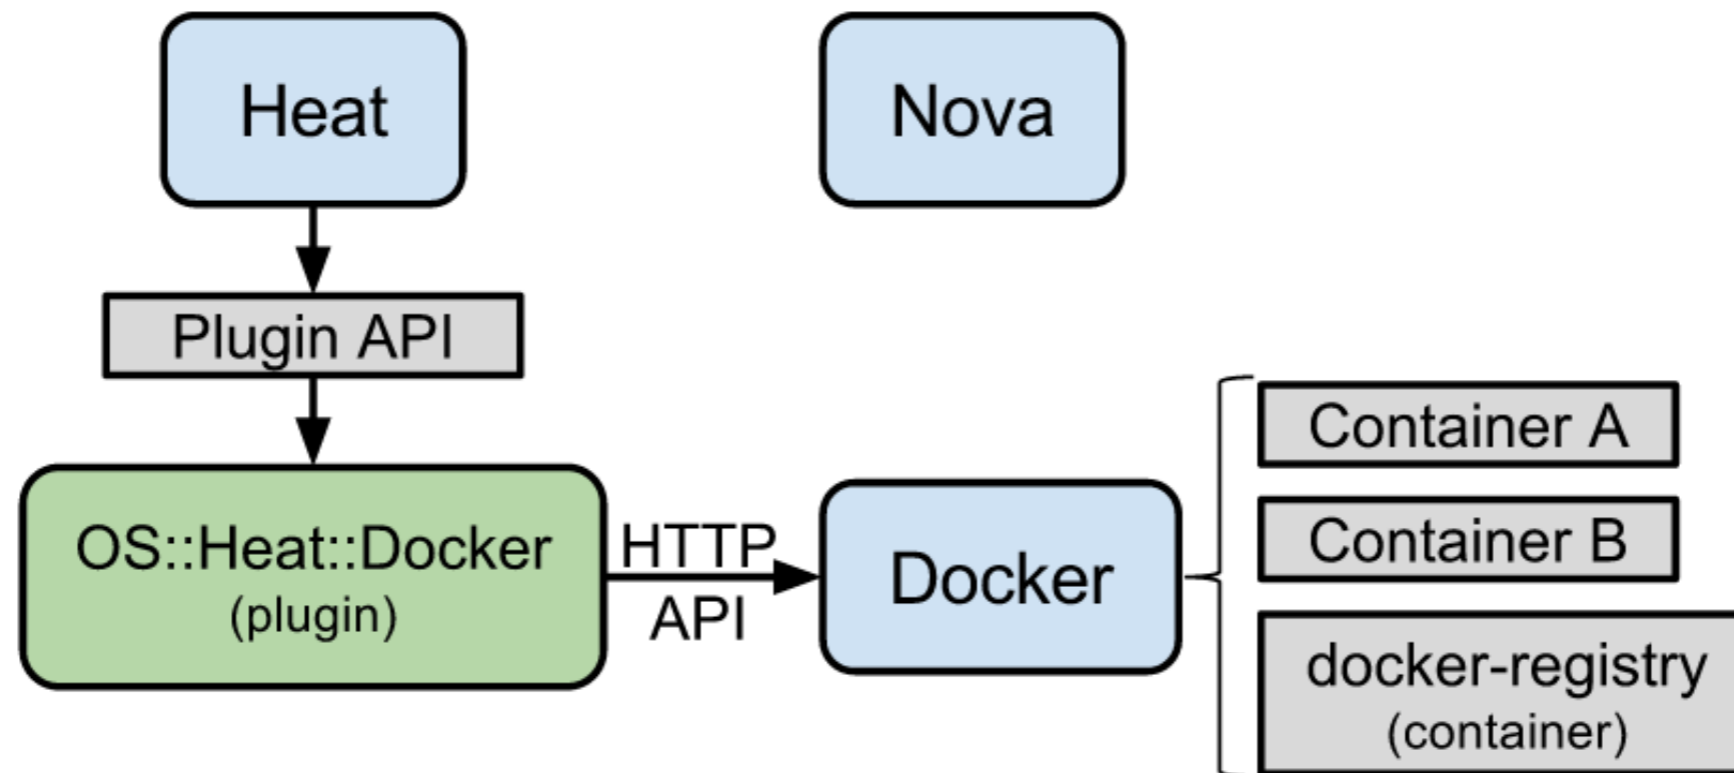 Heat
Nova
Plugin API
OS::Heat::Docker
(plugin)
HTTP
API
Docker
Container A
Container B
docker-registry
(container)